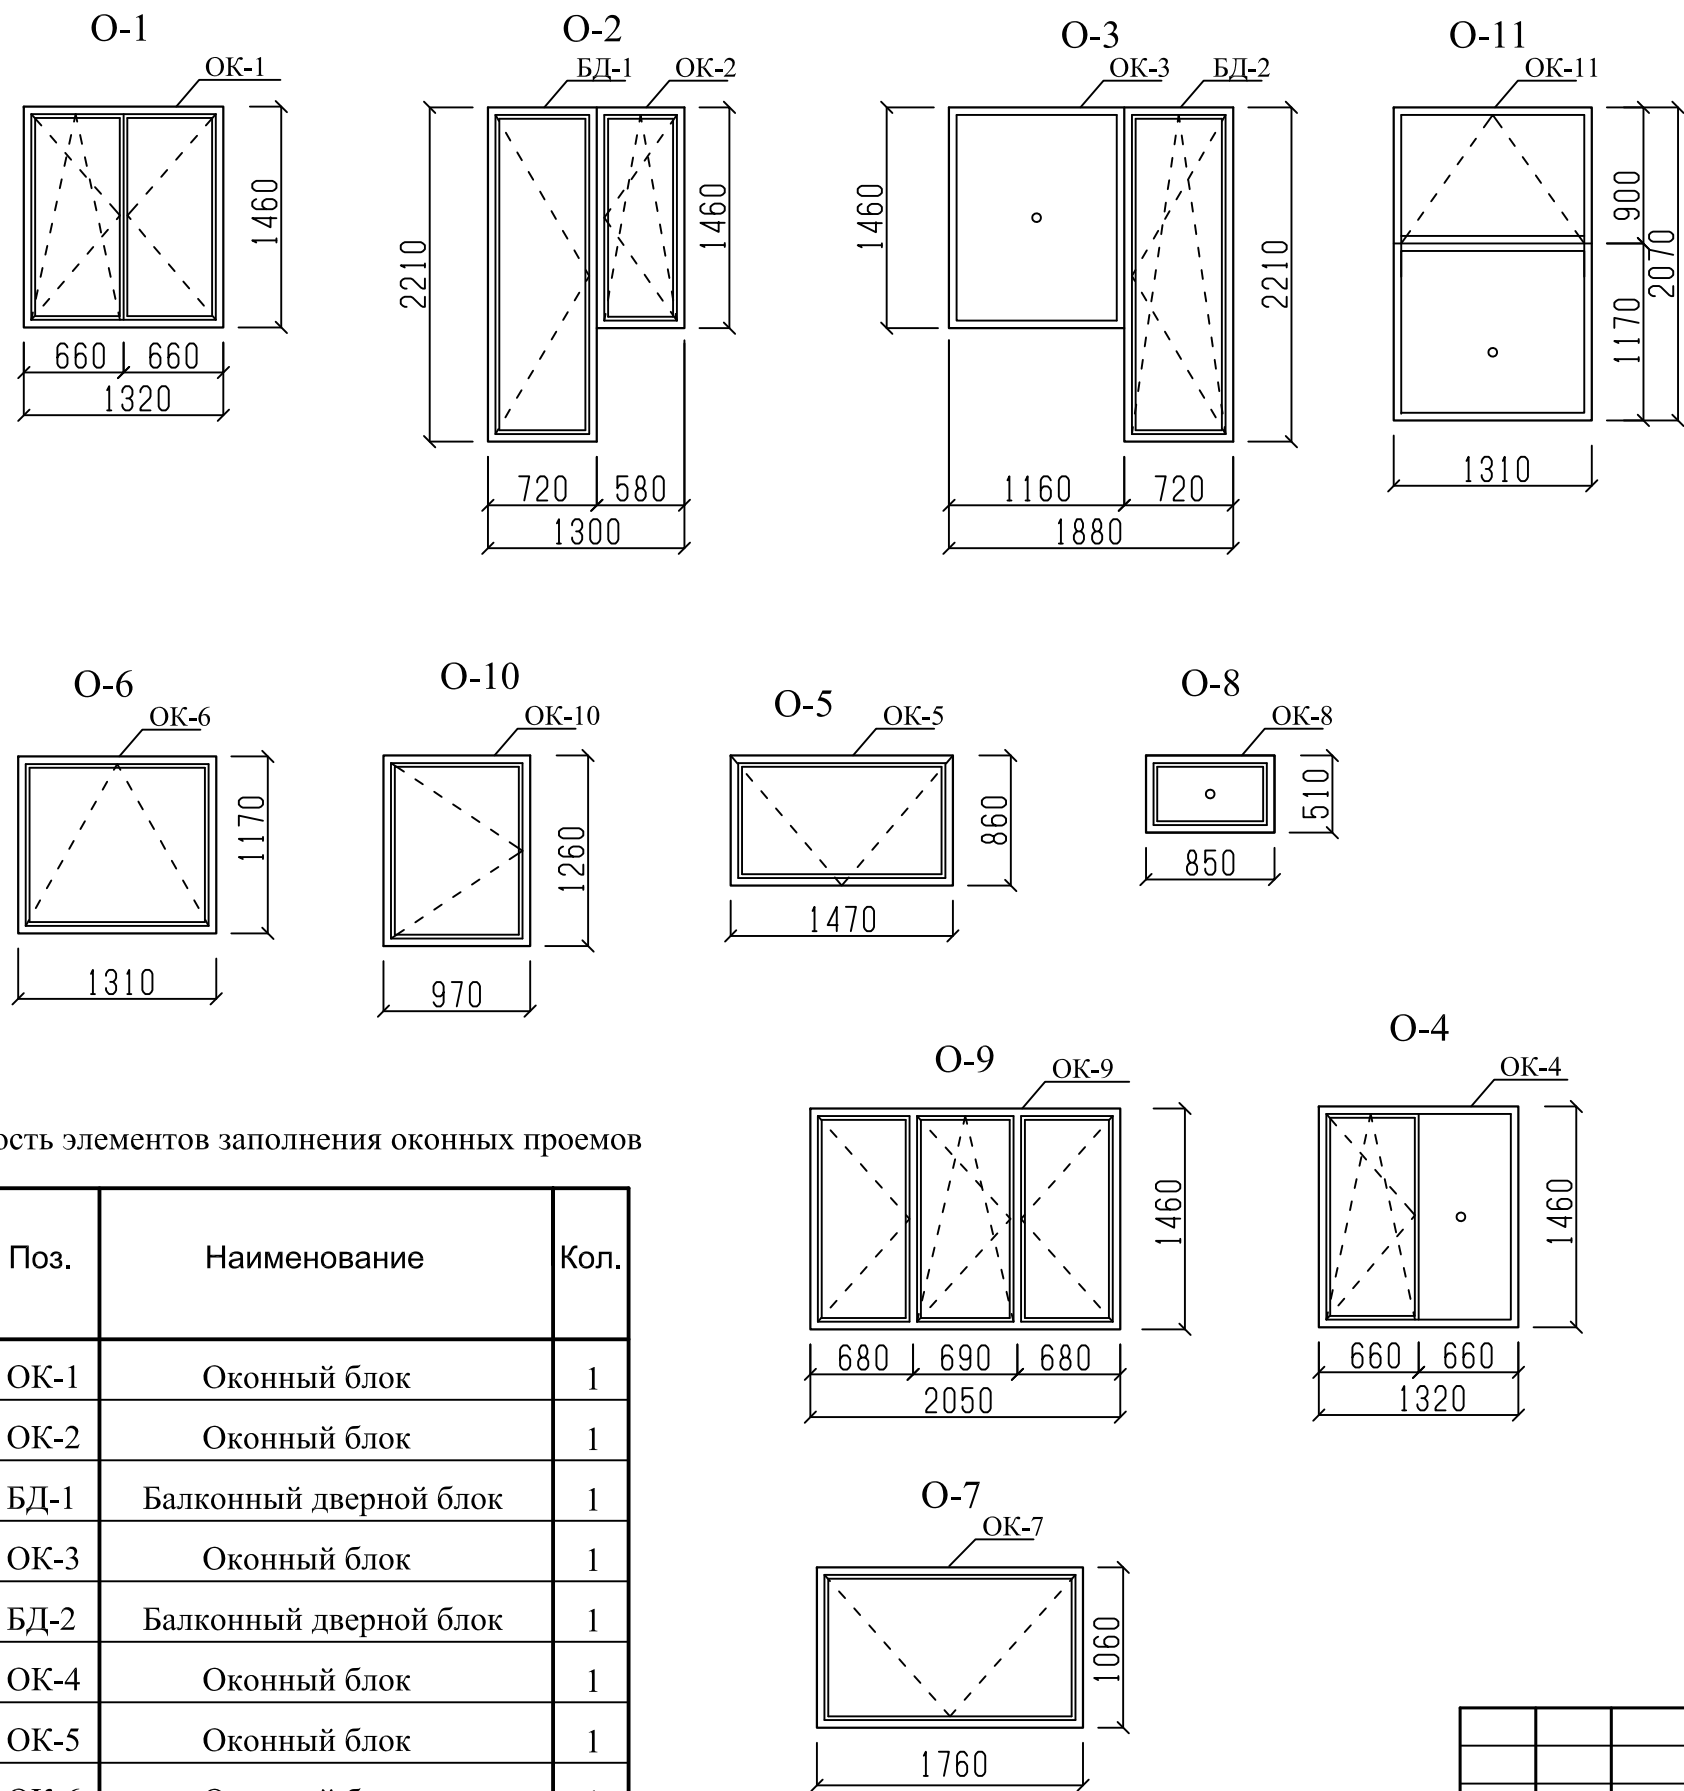 О-1
ОК-1
1460
660 660
1320
О-2
БД-1 ОК-2
2210
1460
720 580
1300
О-3
ОК-3 БД-2
1460
2210
1160 720
1880
О-11
ОК-11
900
1170
2070
1310
О-6
ОК-6
1170
1310
О-10
ОК-10
1260
970
О-5
ОК-5
860
1470
О-8
ОК-8
510
850
О-9
ОК-9
1460
680 690 680
2050
О-4
ОК-4
1460
660 660
1320
О-7
ОК-7
1060
1760
элементов заполнения оконных проемов
Поз. Наименование Кол.
ОК-1 Оконный блок 1
ОК-2 Оконный блок 1
БД-1 Балконный дверной блок 1
ОК-3 Оконный блок 1
БД-2 Балконный дверной блок 1
ОК-4 Оконный блок 1
ОК-5 Оконный блок 1